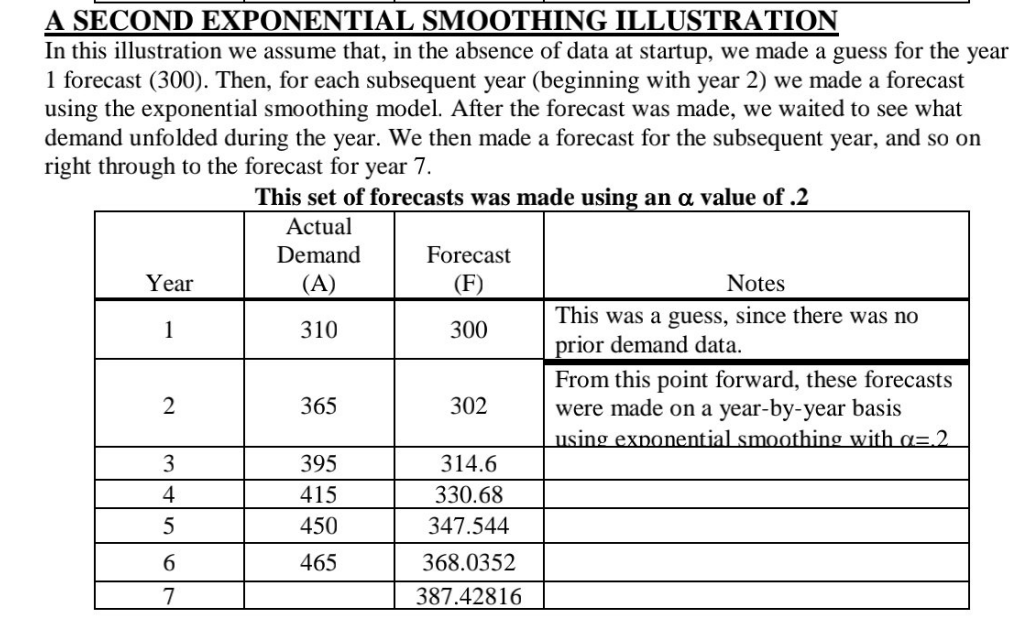 A SECOND EXPONENTIAL SMOOTHING ILLUSTRATION
In this illustration we assume that, in the absence of data at startup, we made a guess for the year
1 forecast (300). Then, for each subsequent year (beginning with year 2) we made a forecast
using the exponential smoothing model. After the forecast was made, we waited to see what
demand unfolded during the year. We then made a forecast for the subsequent year, and so on
right through to the forecast for year 7.
This set of forecasts was made using an α value of .2
Year Actual Demand (A) Forecast (F) Notes
1 310 300 This was a guess, since there was no
prior demand data.
2 365 302 From this point forward, these forecasts
were made on a year-by-year basis
using exponential smoothing with α=.2
3 395 314.6
4 415 330.68
5 450 347.544
6 465 368.0352
7 387.42816